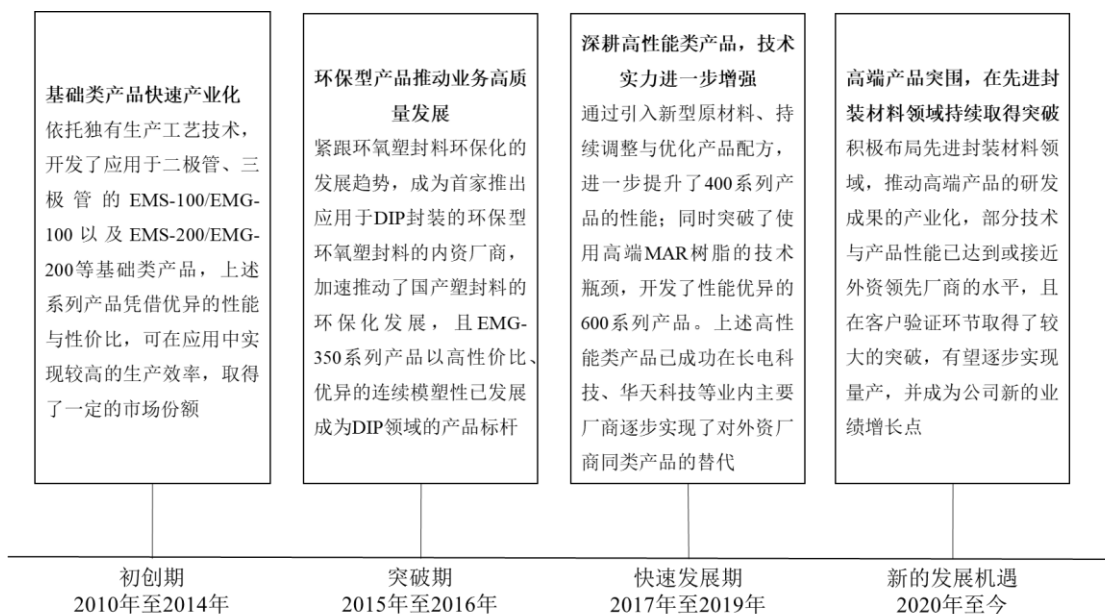 基础类产品快速产业化
依托独有生产工艺技术，
开发了应用于二极管、三
极管的EMS-100/EMG-
100以及EMS-200/EMG-
200等基础类产品，上述
系列产品凭借优异的性能
与性价比，可在应用中实
现较高的生产效率，取得
了一定的市场份额
环保型产品推动业务高质
量发展
紧跟环氧塑封料环保化的
发展趋势，成为首家推出
应用于DIP封装的环保型
环氧塑封料的内资厂商，
加速推动了国产塑封料的
环保化发展，且EMG-
350系列产品以高性价比、
优异的连续模塑性已发展
成为DIP领域的产品标杆
深耕高性能类产品，技术
实力进一步增强
通过引入新型原材料、持
续调整与优化产品配方，
进一步提升了400系列产
品的性能；同时突破了使
用高端MAR树脂的技术
瓶颈，开发了性能优异的
600系列产品。上述高性
能类产品已成功在长电科
技、华天科技等业内主要
厂商逐步实现了对外资厂
商同类产品的替代
高端产品突围，在先进封
装材料领域持续取得突破
积极布局先进封装材料领
域，推动高端产品的研发
成果的产业化，部分技术
与产品性能已达到或接近
外资领先厂商的水平，且
在客户验证环节取得了较
大的突破，有望逐步实现
量产，并成为公司新的业
绩增长点
初创期
2010年至2014年
突破期
2015年至2016年
快速发展期
2017年至2019年
新的发展机遇
2020年至今